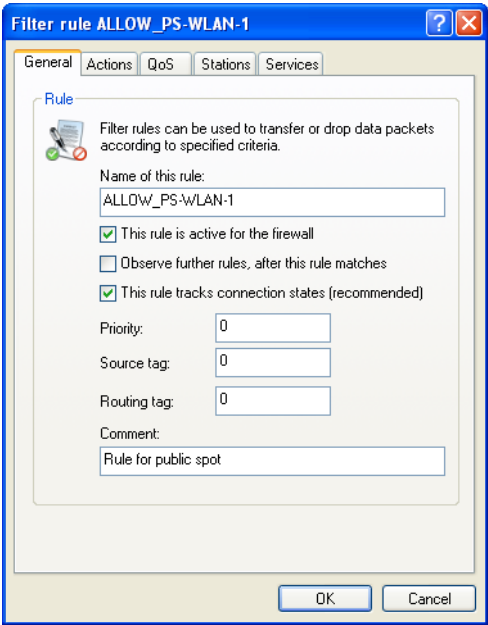 Filter rule ALLOW_PS-WLAN-1
General Actions QoS Stations Services
Rule
Filter rules can be used to transfer or drop data packets
according to specified criteria.
Name of this rule:
ALLOW_PS-WLAN-1
This rule is active for the firewall
Observe further rules, after this rule matches
This rule tracks connection states (recommended)
Priority: 0
Source tag: 0
Routing tag: 0
Comment:
Rule for public spot
OK Cancel